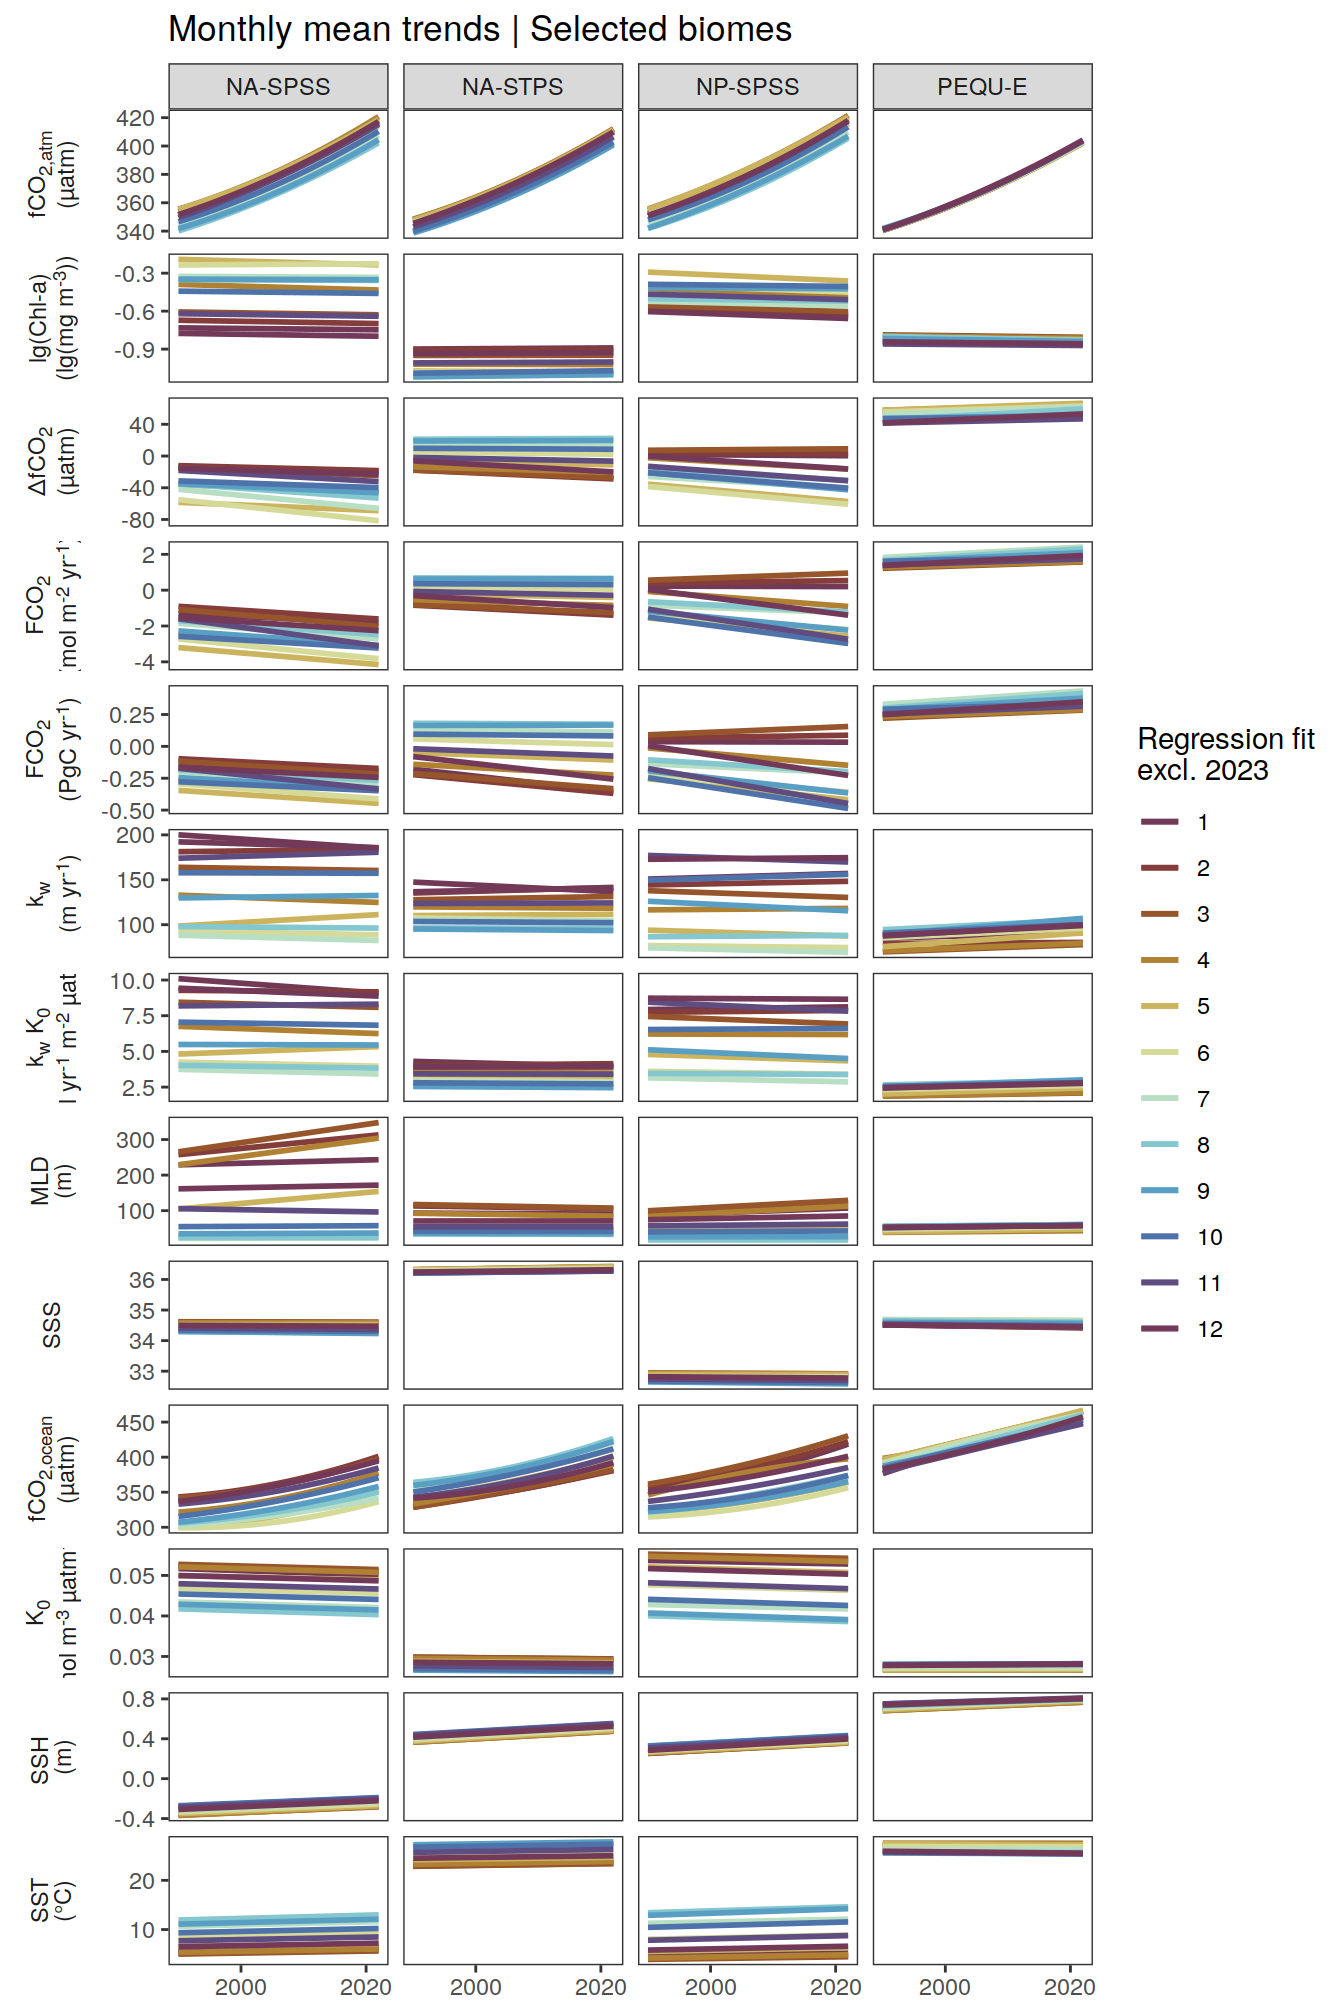 Monthly mean trends | Selected biomes
NA-SPSS NA-STPS NP-SPSS PEQU-E
fCO2,atm
(µatm)
420
400
380
360
340
lg(Chl-a)
(lg(mg m-3))
-0.3
-0.6
-0.9
ΔfCO2
(µatm)
40
0
-40
-80
FCO2
(mol m-2 yr-1)
2
0
-2
-4
FCO2
(PgC yr-1)
0.25
0.00
-0.25
-0.50
kw
(m yr-1)
200
150
100
kw K0
l yr-1 m-2 µat
10.0
7.5
5.0
2.5
MLD
(m)
300
200
100
SSS
36
35
34
33
fCO2,ocean
(µatm)
450
400
350
300
K0
nol m-3 µatm-
0.05
0.04
0.03
SSH
(m)
0.8
0.4
0.0
-0.4
SST
(°C)
20
10
2000 2020 2000 2020 2000 2020 2000 2020
Regression fit
excl. 2023
1
2
3
4
5
6
7
8
9
10
11
12